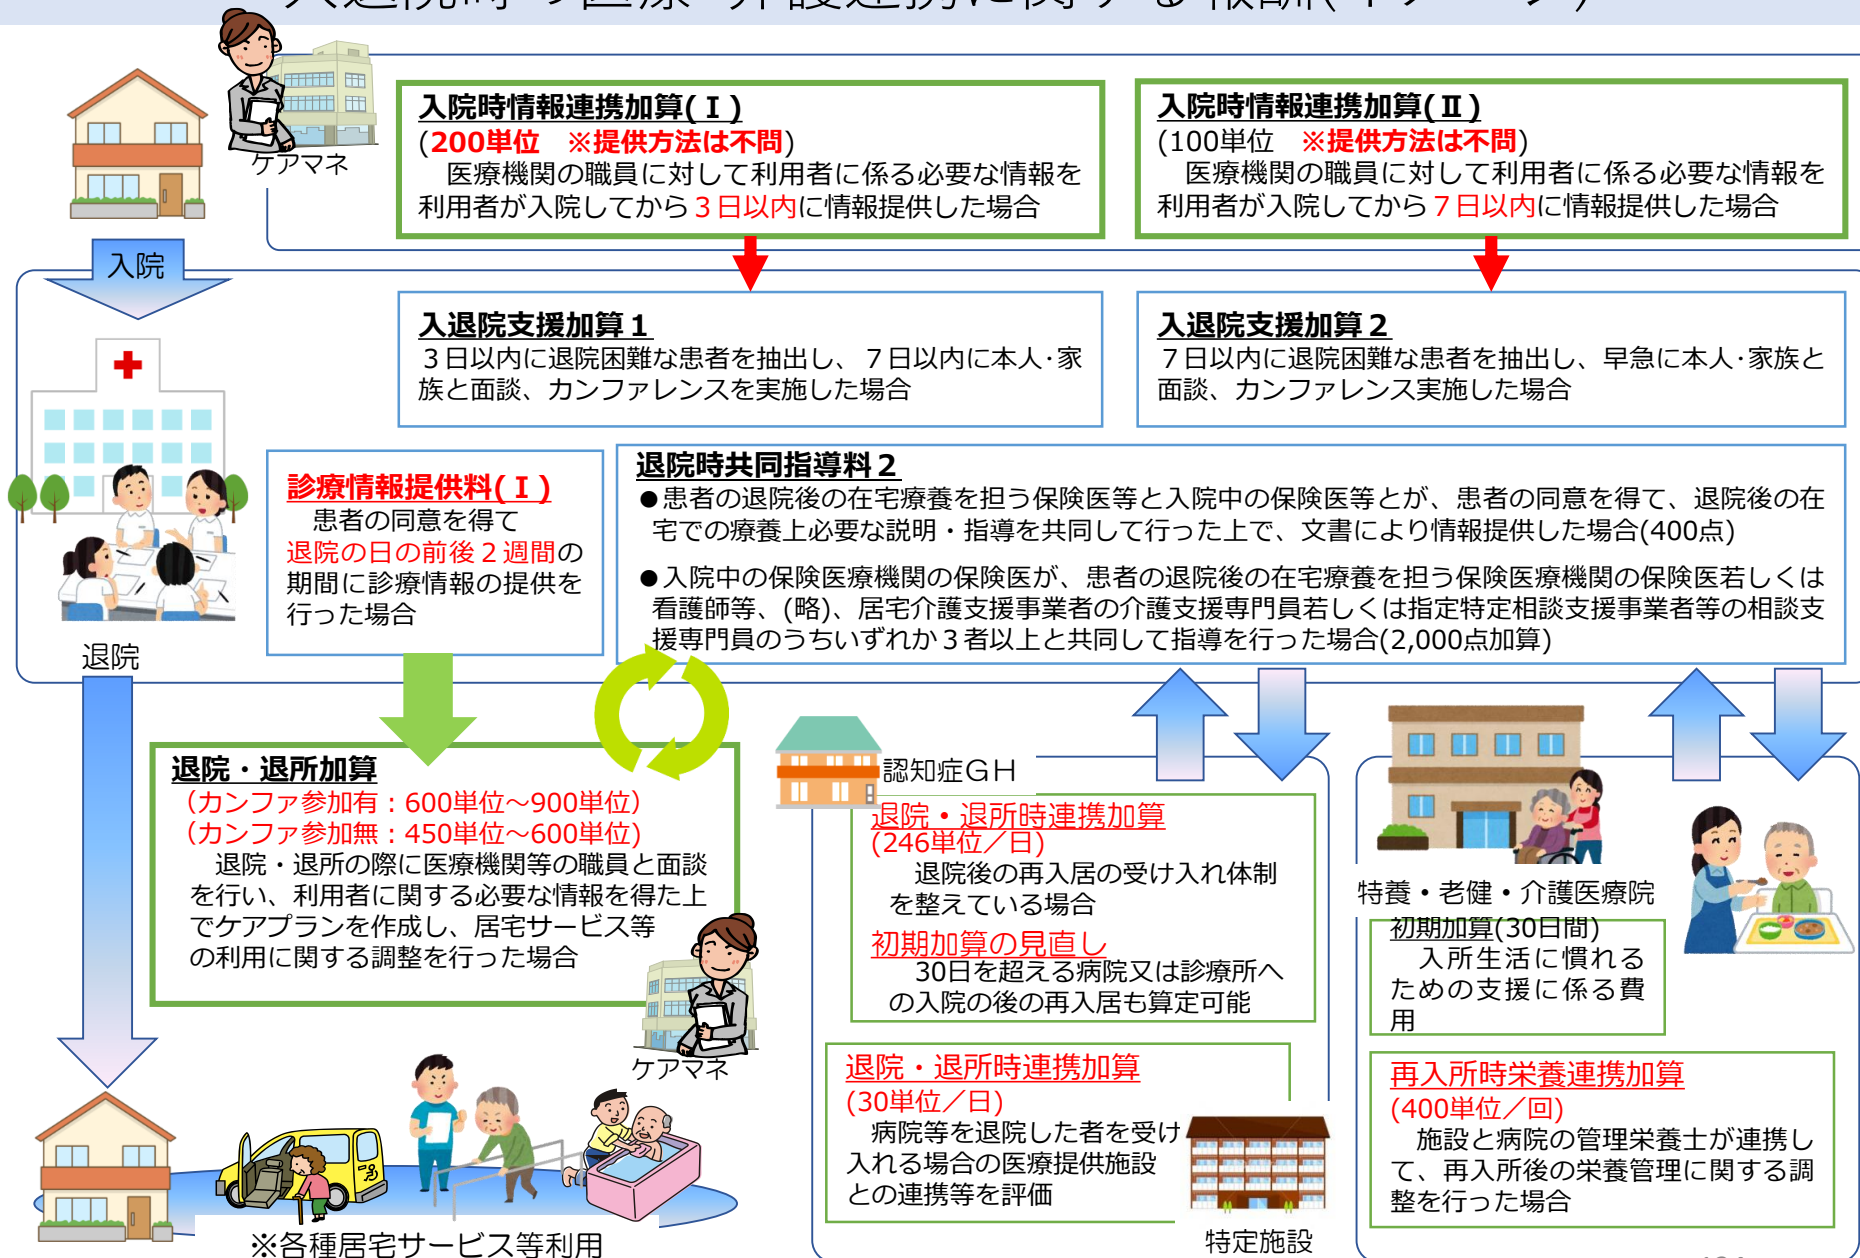 入退院時の医療・介護連携に関する報酬(イメージ)
ケアマネ
入院時情報連携加算(Ⅰ)
(200単位　※提供方法は不問)
医療機関の職員に対して利用者に係る必要な情報を
利用者が入院してから３日以内に情報提供した場合
入院時情報連携加算(Ⅱ)
(100単位　※提供方法は不問)
医療機関の職員に対して利用者に係る必要な情報を
利用者が入院してから７日以内に情報提供した場合
入院
入退院支援加算１
３日以内に退院困難な患者を抽出し、７日以内に本人･家
族と面談、カンファレンスを実施した場合
入退院支援加算２
７日以内に退院困難な患者を抽出し、早急に本人･家族と
面談、カンファレンス実施した場合
診療情報提供料(Ⅰ)
患者の同意を得て
退院の日の前後２週間の
期間に診療情報の提供を
行った場合
退院時共同指導料２
●患者の退院後の在宅療養を担う保険医等と入院中の保険医等とが、患者の同意を得て、退院後の在
宅での療養上必要な説明・指導を共同して行った上で、文書により情報提供した場合(400点)
●入院中の保険医療機関の保険医が、患者の退院後の在宅療養を担う保険医療機関の保険医若しくは
看護師等、(略)、居宅介護支援事業者の介護支援専門員若しくは指定特定相談支援事業者等の相談支
援専門員のうちいずれか３者以上と共同して指導を行った場合(2,000点加算)
退院
退院・退所加算
（カンファ参加有：600単位～900単位）
（カンファ参加無：450単位～600単位)
退院・退所の際に医療機関等の職員と面談
を行い、利用者に関する必要な情報を得た上
でケアプランを作成し、居宅サービス等
の利用に関する調整を行った場合
ケアマネ
※各種居宅サービス等利用
認知症GH
退院・退所時連携加算
(246単位／日)
退院後の再入居の受け入れ体制
を整えている場合
初期加算の見直し
30日を超える病院又は診療所へ
の入院の後の再入居も算定可能
退院・退所時連携加算
(30単位／日)
病院等を退院した者を受け
入れる場合の医療提供施設
との連携等を評価
特定施設
特養・老健・介護医療院
初期加算(30日間)
入所生活に慣れる
ための支援に係る費
用
再入所時栄養連携加算
(400単位／回)
施設と病院の管理栄養士が連携し
て、再入所後の栄養管理に関する調
整を行った場合